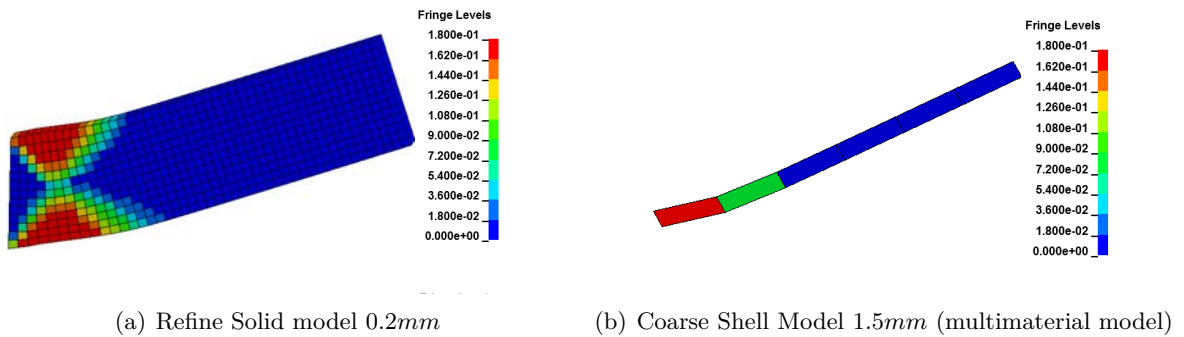 Fringe Levels
1.800e-01
1.620e-01
1.440e-01
1.260e-01
1.080e-01
9.000e-02
7.200e-02
5.400e-02
3.600e-02
1.800e-02
0.000e+00
Fringe Levels
1.800e-01
1.620e-01
1.440e-01
1.260e-01
1.080e-01
9.000e-02
7.200e-02
5.400e-02
3.600e-02
1.800e-02
0.000e+00
(a) Refine Solid model 0.2mm
(b) Coarse Shell Model 1.5mm (multimaterial model)